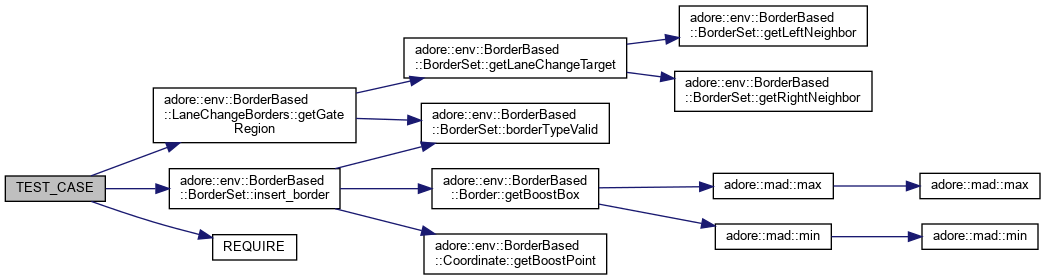 TEST_CASE
adore::env::BorderBased
::LaneChangeBorders::getGate
Region
adore::env::BorderBased
::BorderSet::insert_border
REQUIRE
adore::env::BorderBased
::BorderSet::getLaneChangeTarget
adore::env::BorderBased
::BorderSet::borderTypeValid
adore::env::BorderBased
::Border::getBoostBox
adore::env::BorderBased
::Coordinate::getBoostPoint
adore::env::BorderBased
::BorderSet::getLeftNeighbor
adore::env::BorderBased
::BorderSet::getRightNeighbor
adore::mad::max
adore::mad::max
adore::mad::min
adore::mad::min